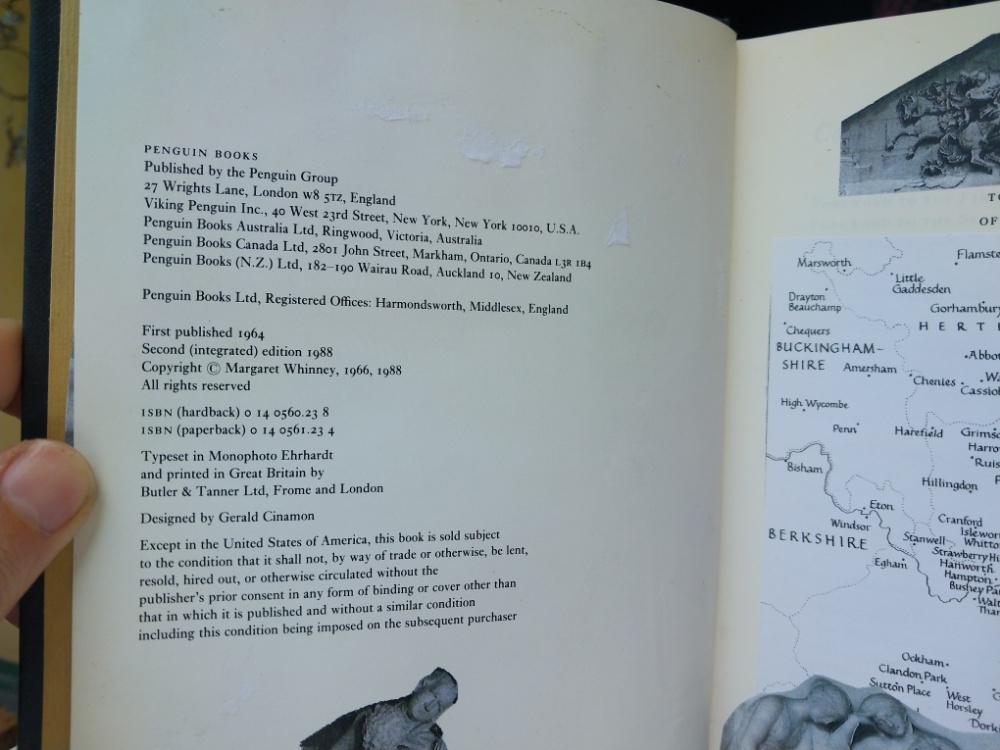 PENGUIN BOOKS
Published by the Penguin Group
27 Wrights Lane, London W8 5TZ, England
Viking Penguin Inc., 40 West 23rd Street, New York, New York 10010, U.S.A.
Penguin Books Australia Ltd, Ringwood, Victoria, Australia
Penguin Books Canada Ltd, 2801 John Street, Markham, Ontario, Canada L3R 1B4
Penguin Books (N.Z.) Ltd, 182–190 Wairau Road, Auckland 10, New Zealand
Penguin Books Ltd, Registered Offices: Harmondsworth, Middlesex, England
First published 1964
Second (integrated) edition 1988
Copyright © Margaret Whinney, 1966, 1988
All rights reserved
ISBN (hardback) 0 14 0560.23 8
ISBN (paperback) 0 14 0561.23 4
Typeset in Monophoto Ehrhardt
and printed in Great Britain by
Butler & Tanner Ltd, Frome and London
Designed by Gerald Cinamon
Except in the United States of America, this book is sold subject
to the condition that it shall not, by way of trade or otherwise, be lent,
resold, hired out, or otherwise circulated without the
publisher's prior consent in any form of binding or cover other than
that in which it is published and without a similar condition
including this condition being imposed on the subsequent purchaser
OF
Marsworth
Little
Gaddesden
Drayton
Beauchamp
Gorhambury
Chequers
BUCKINGHAM-
SHIRE
Amersham
Chenies
High Wycombe
Penn
Harefield
Bisham
Hillingdon
Eton
Windsor
Cranford
BERKSHIRE
Stanwell
Egham
Hanworth
Hampton
Ockham
Clandon Park
Sutton Place
West
Horsley